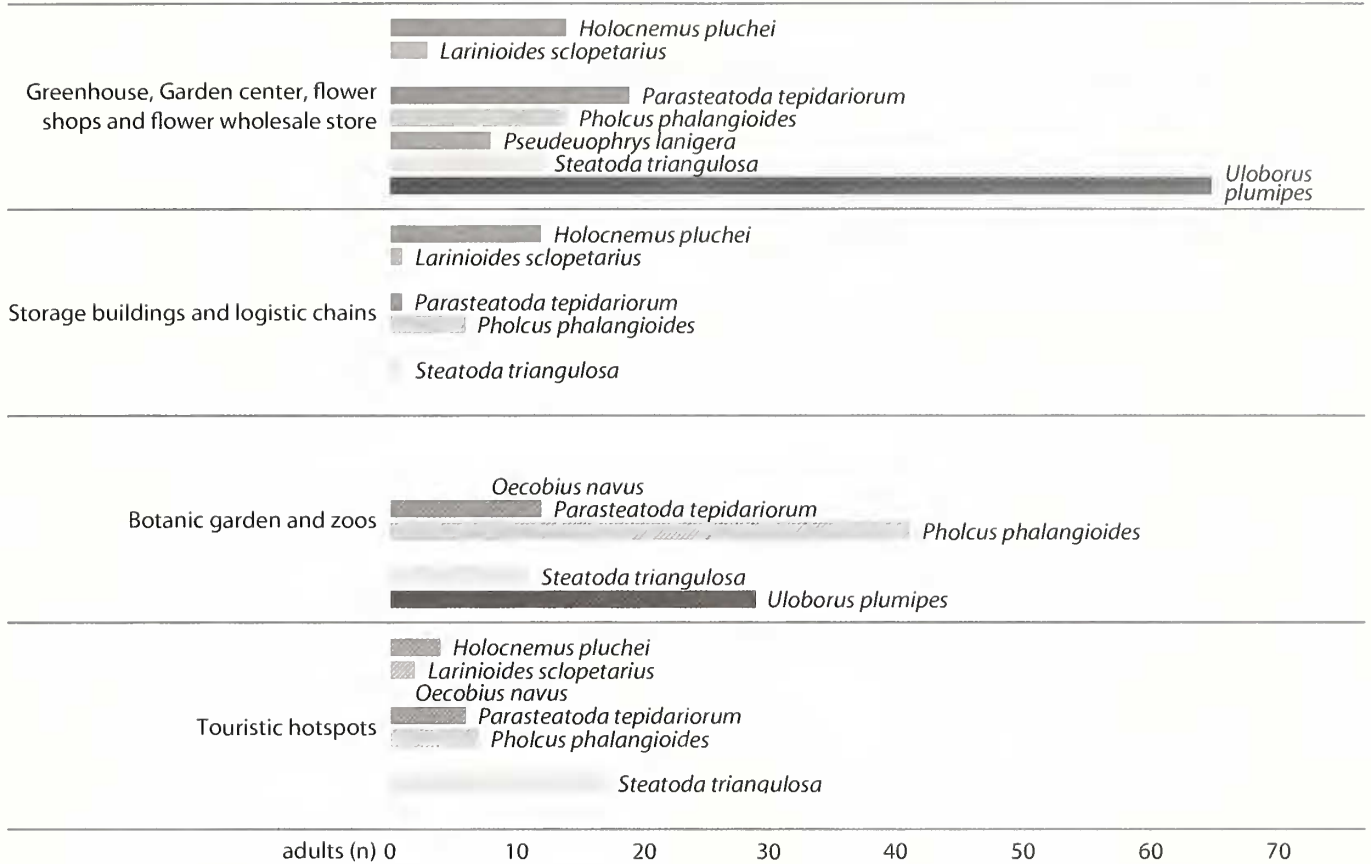 Holocnemus pluchei
Larinioides sclopetarius
Greenhouse, Garden center, flower
shops and flower wholesale store
Parasteatoda tepidariorum
Pholcus phalangioides
Pseudeuophrys lanigera
Steatoda triangulosa
Uloborus
plumipes
Holocnemus pluchei
Larinioides sclopetarius
Storage buildings and logistic chains
Parasteatoda tepidariorum
Pholcus phalangioides
Steatoda triangulosa
Botanic garden and zoos
Oecobius navus
Parasteatoda tepidariorum
Pholcus phalangioides
Steatoda triangulosa
Uloborus plumipes
Touristic hotspots
Holocnemus pluchei
Larinioides sclopetarius
Oecobius navus
Parasteatoda tepidariorum
Pholcus phalangioides
Steatoda triangulosa
adults (n) 0 10 20 30 40 50 60 70